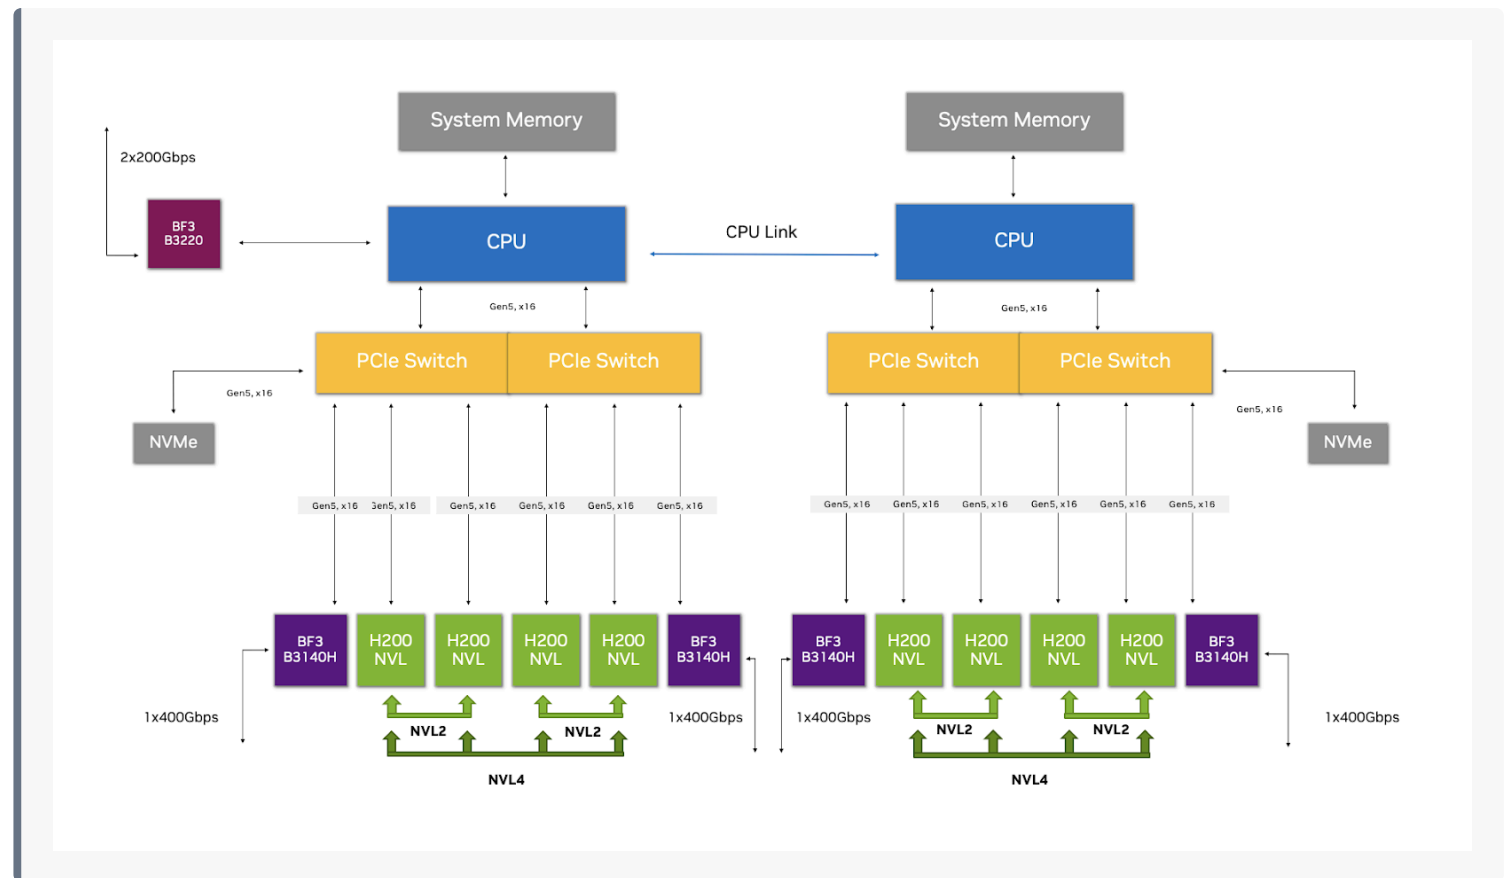 System Memory
System Memory
2x200Gbps
BF3
B3220
CPU
CPU Link
CPU
Gen5, x16
Gen5, x16
PCIe Switch
PCIe Switch
PCIe Switch
PCIe Switch
Gen5, x16
Gen5, x16
NVMe
NVMe
Gen5, x16
Gen5, x16
Gen5, x16
Gen5, x16
Gen5, x16
Gen5, x16
Gen5, x16
Gen5, x16
Gen5, x16
Gen5, x16
Gen5, x16
Gen5, x16
BF3
B3140H
H200
NVL
H200
NVL
H200
NVL
H200
NVL
BF3
B3140H
BF3
B3140H
H200
NVL
H200
NVL
H200
NVL
H200
NVL
BF3
B3140H
1x400Gbps
NVL2
NVL2
1x400Gbps
1x400Gbps
NVL2
NVL2
1x400Gbps
NVL4
NVL4